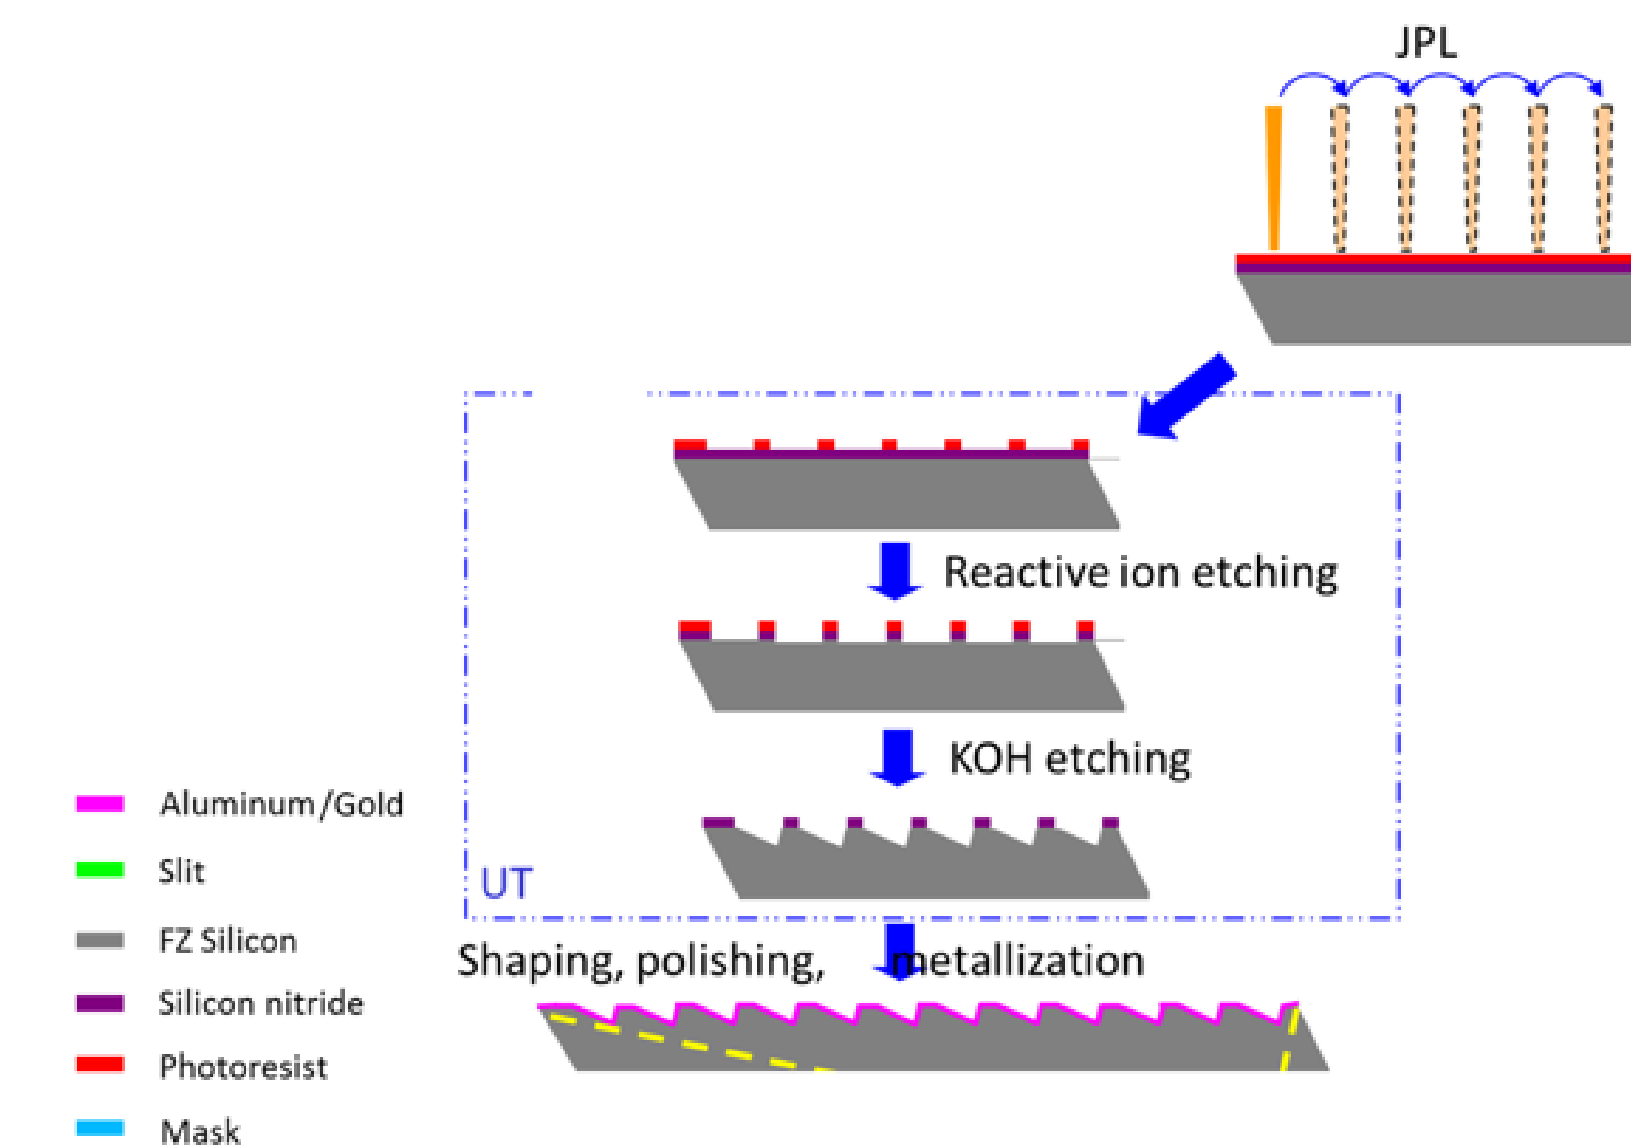 JPL
Reactive ion etching
KOH etching
UT
Shaping, polishing, metallization
Aluminum/Gold
Slit
FZ Silicon
Silicon nitride
Photoresist
Mask